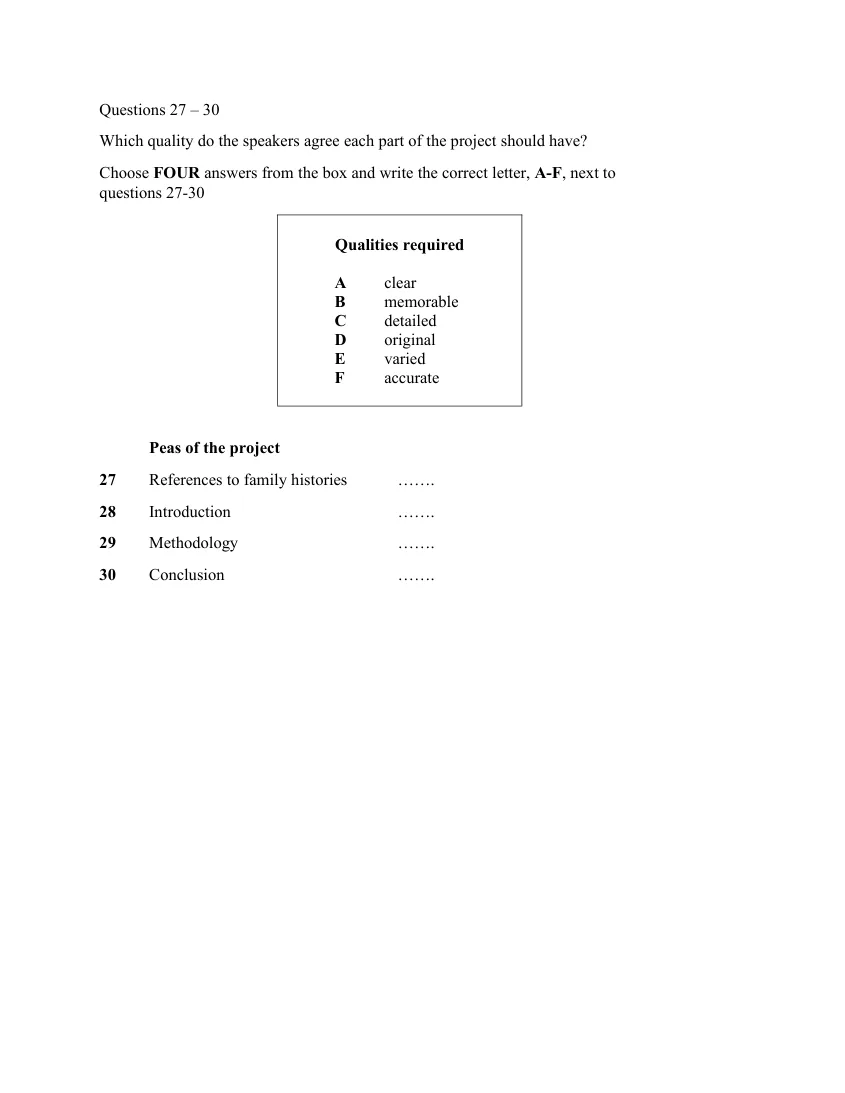 Questions 27 – 30
Which quality do the speakers agree each part of the project should have?
Choose FOUR answers from the box and write the correct letter, A-F, next to
questions 27-30
Qualities required
A clear
B memorable
C detailed
D original
E varied
F accurate
Peas of the project
27 References to family histories …….
28 Introduction …….
29 Methodology …….
30 Conclusion …….